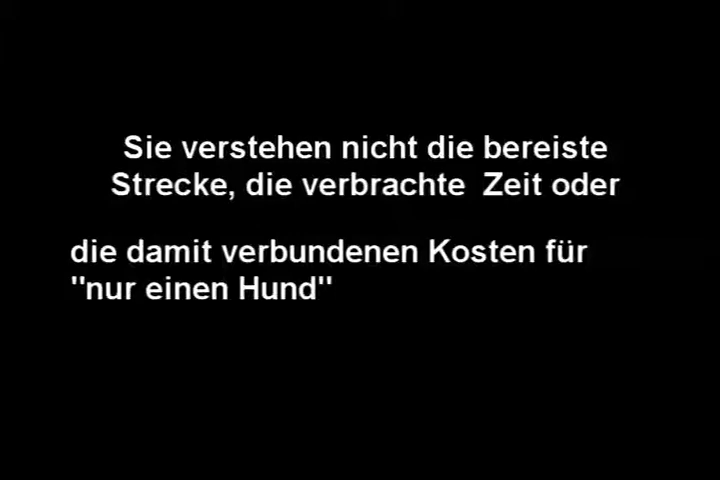 Sie verstehen nicht die bereiste
Strecke, die verbrachte  Zeit oder
die damit verbundenen Kosten für
"nur einen Hund"